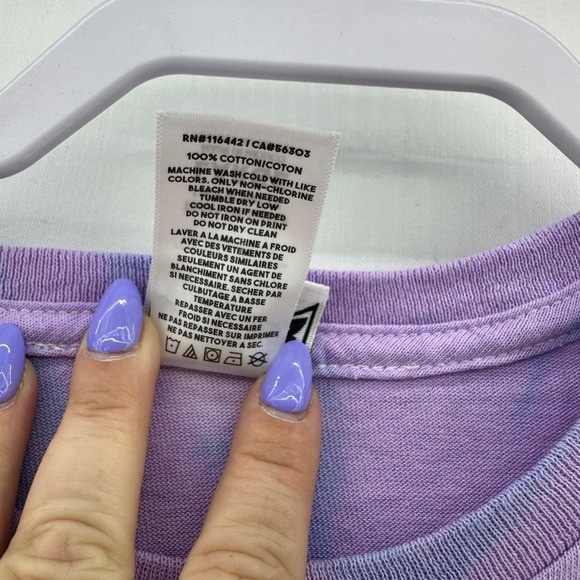 RN#116442 / CA#56303
100% COTTON/COTON
MACHINE WASH COLD WITH LIKE
COLORS. ONLY NON-CHLORINE
BLEACH WHEN NEEDED
TUMBLE DRY LOW
COOL IRON IF NEEDED
DO NOT IRON ON PRINT
DO NOT DRY CLEAN
LAVER A LA MACHINE A FROID
AVEC DES VETEMENTS DE
COULEURS SIMILAIRES
SEULEMENT UN AGENT DE
BLANCHIMENT SANS CHLORE
SI NECESSAIRE. SECHER PAR
CULBUTAGE A BASSE
TEMPERATURE
REPASSER AVEC UN FER
FROID SI NECESSAIRE
NE PAS REPASSER SUR IMPRIMER
NE PAS NETTOYER A SEC.